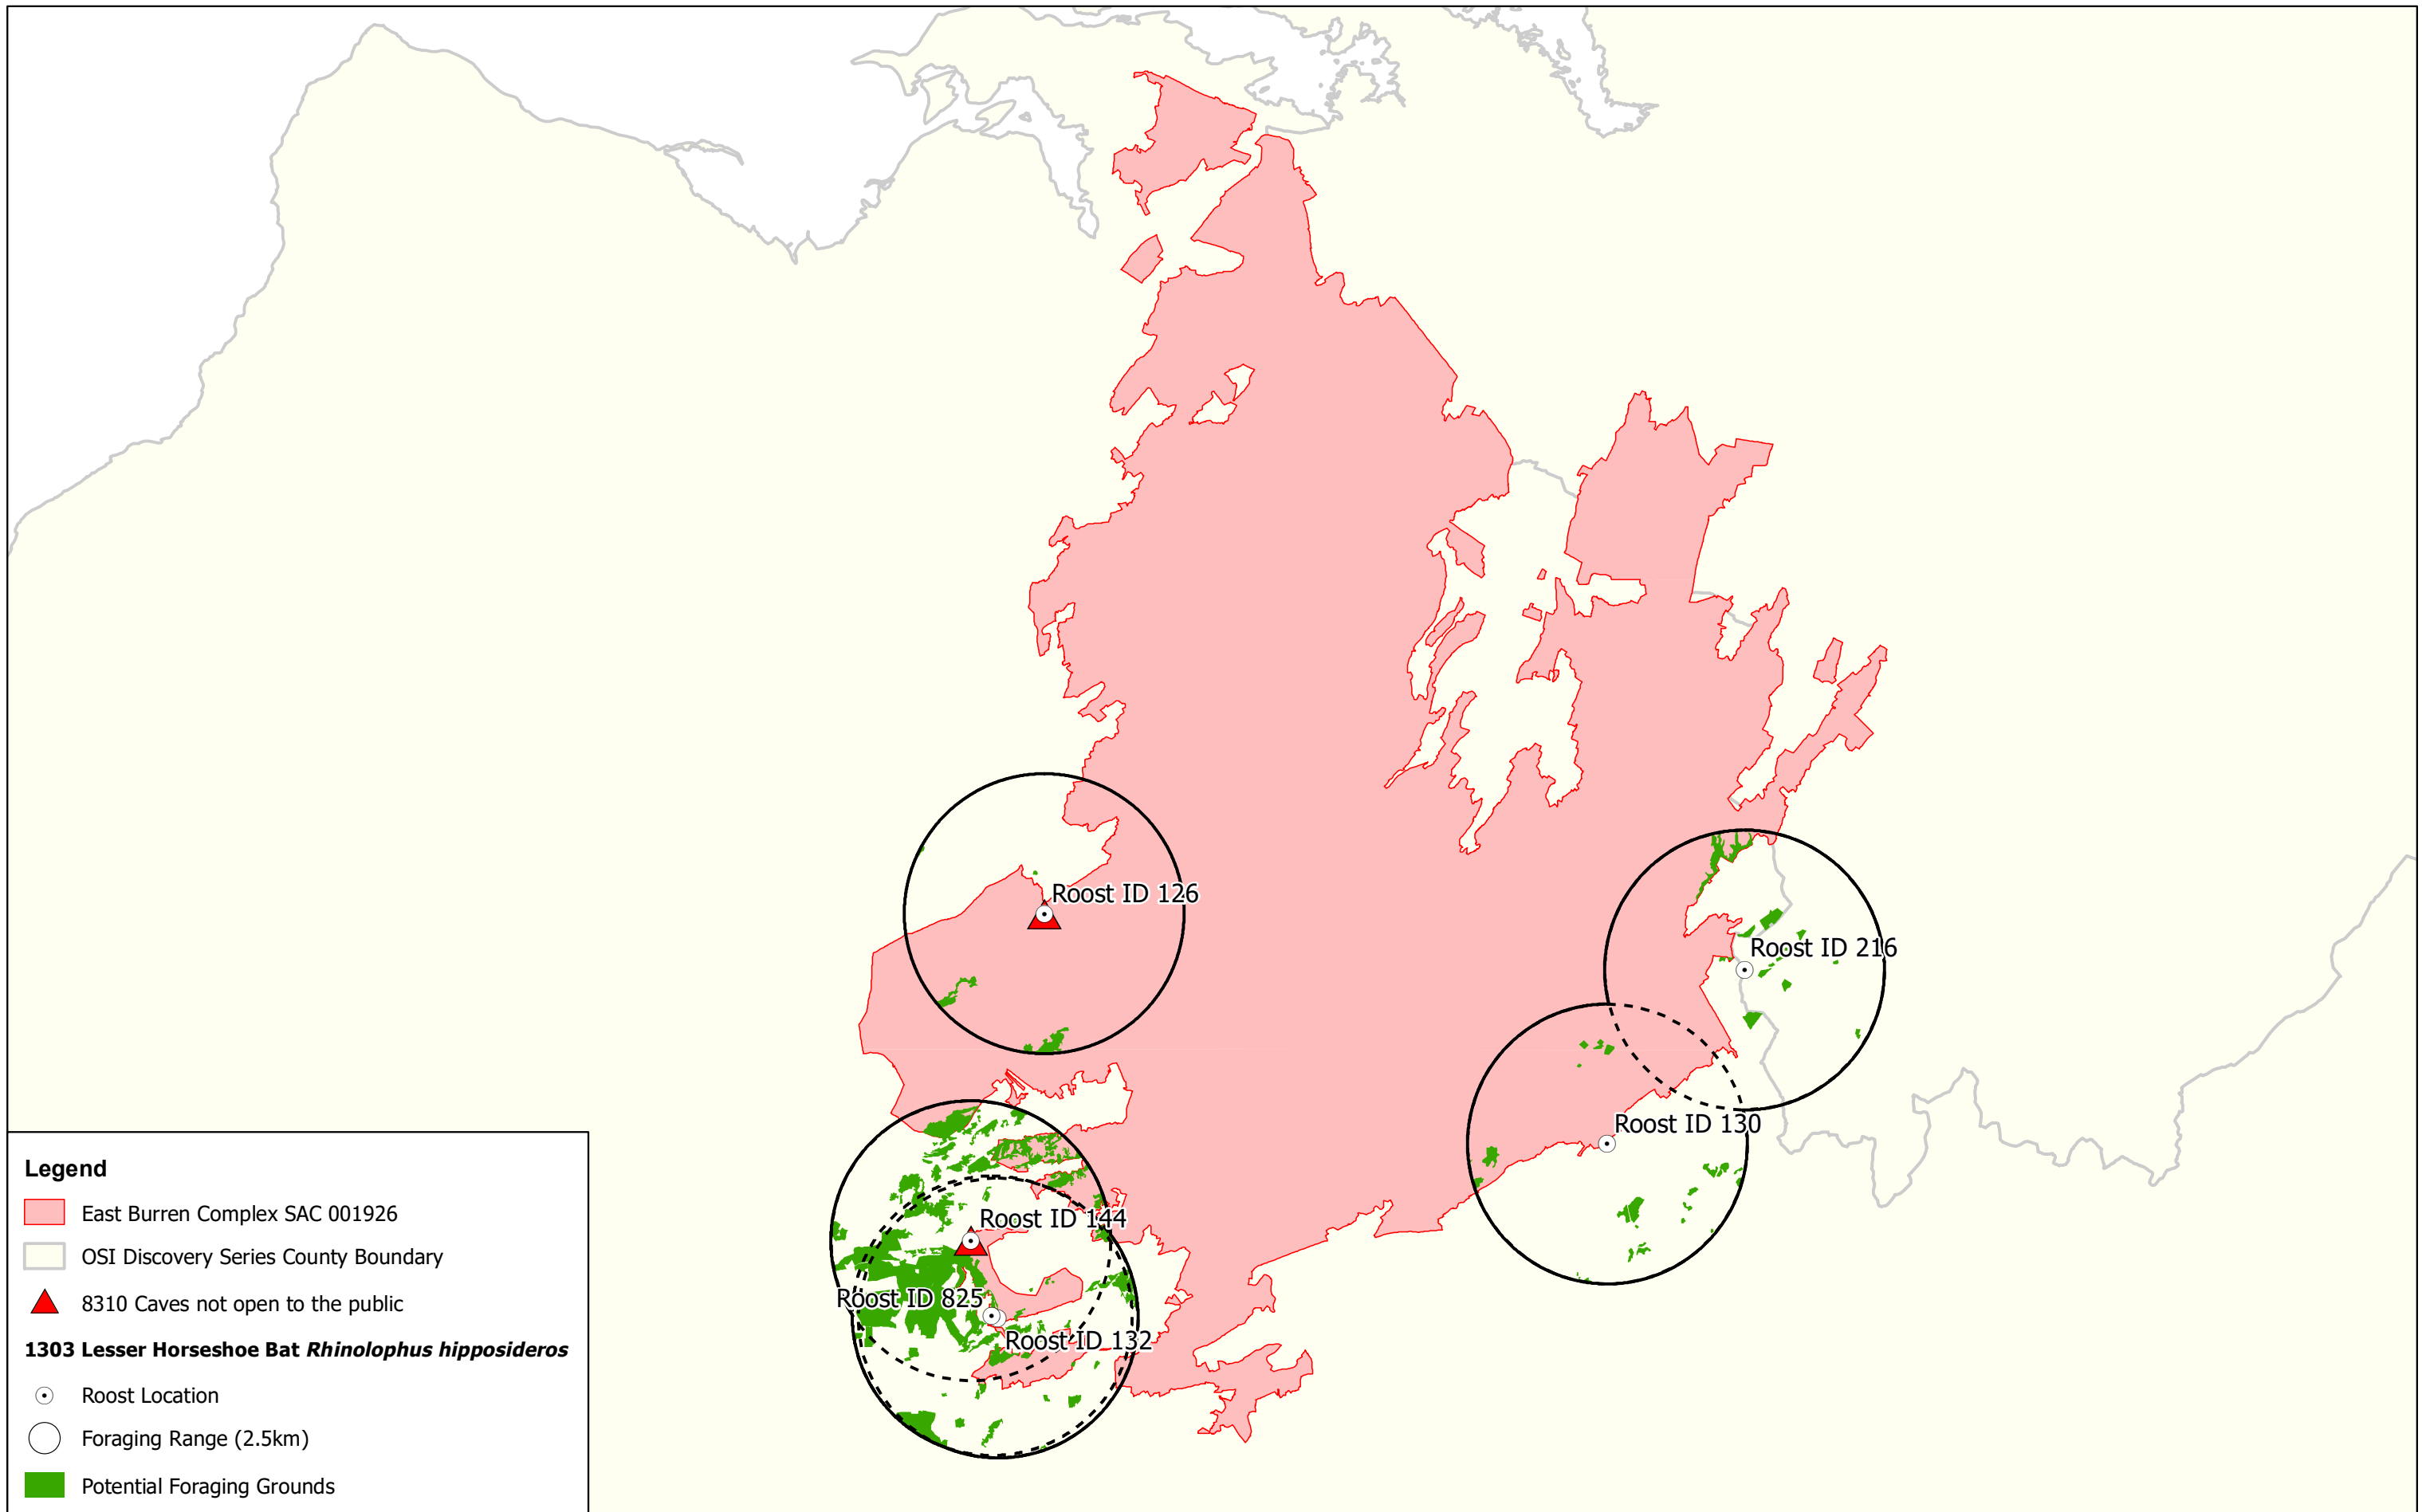 Roost ID 126
Roost ID 216
Roost ID 130
Roost ID 144
Roost ID 825
Roost ID 132
Legend
East Burren Complex SAC 001926
OSI Discovery Series County Boundary
8310 Caves not open to the public
1303 Lesser Horseshoe Bat Rhinolophus hipposideros
Roost Location
Foraging Range (2.5km)
Potential Foraging Grounds